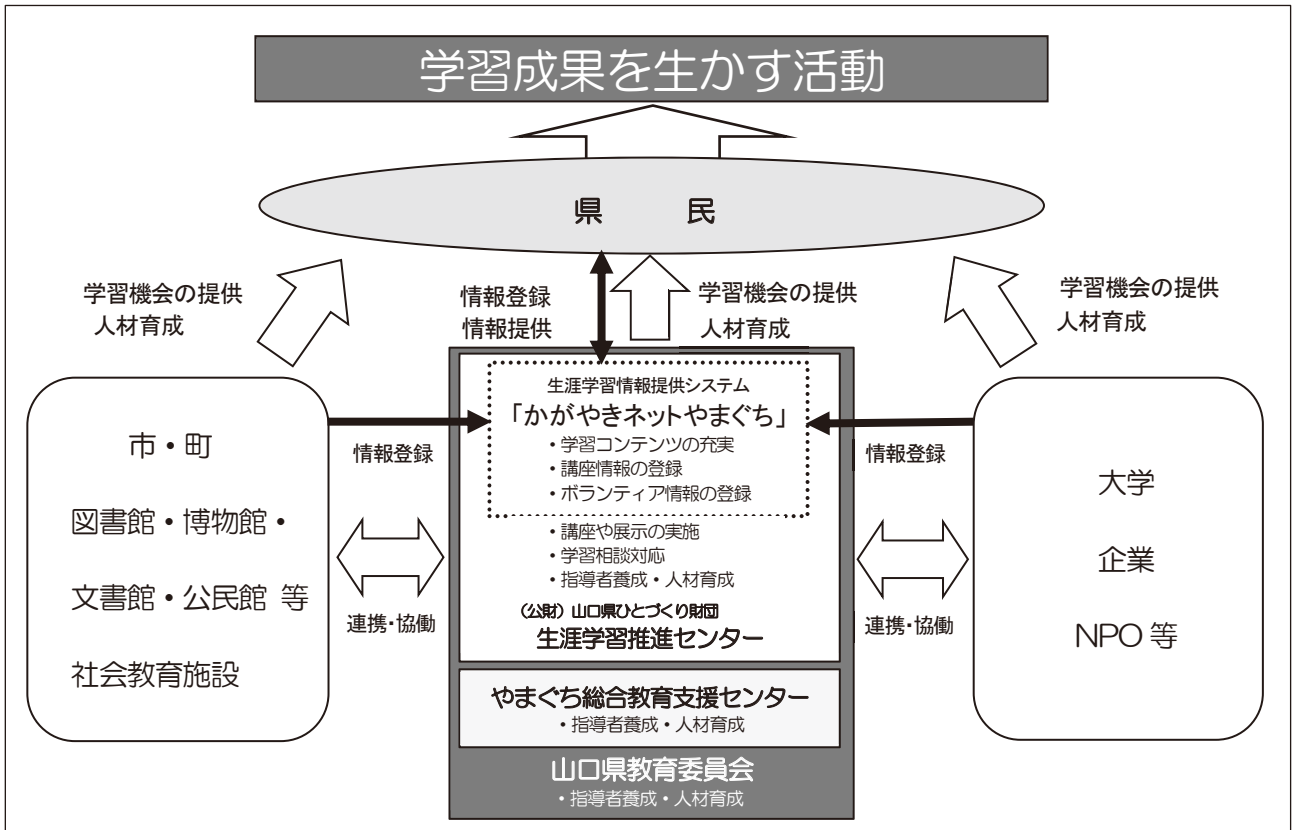 学習成果を生かす活動
県　　民
学習機会の提供
人材育成
情報登録
情報提供
学習機会の提供
人材育成
学習機会の提供
人材育成
市・町
図書館・博物館・
文書館・公民館 等
社会教育施設
情報登録
連携・協働
生涯学習情報提供システム
「かがやきネットやまぐち」
・学習コンテンツの充実
・講座情報の登録
・ボランティア情報の登録
・講座や展示の実施
・学習相談対応
・指導者養成・人材育成
(公財) 山口県ひとづくり財団
生涯学習推進センター
やまぐち総合教育支援センター
・指導者養成・人材育成
山口県教育委員会
・指導者養成・人材育成
情報登録
連携・協働
大学
企業
NPO 等